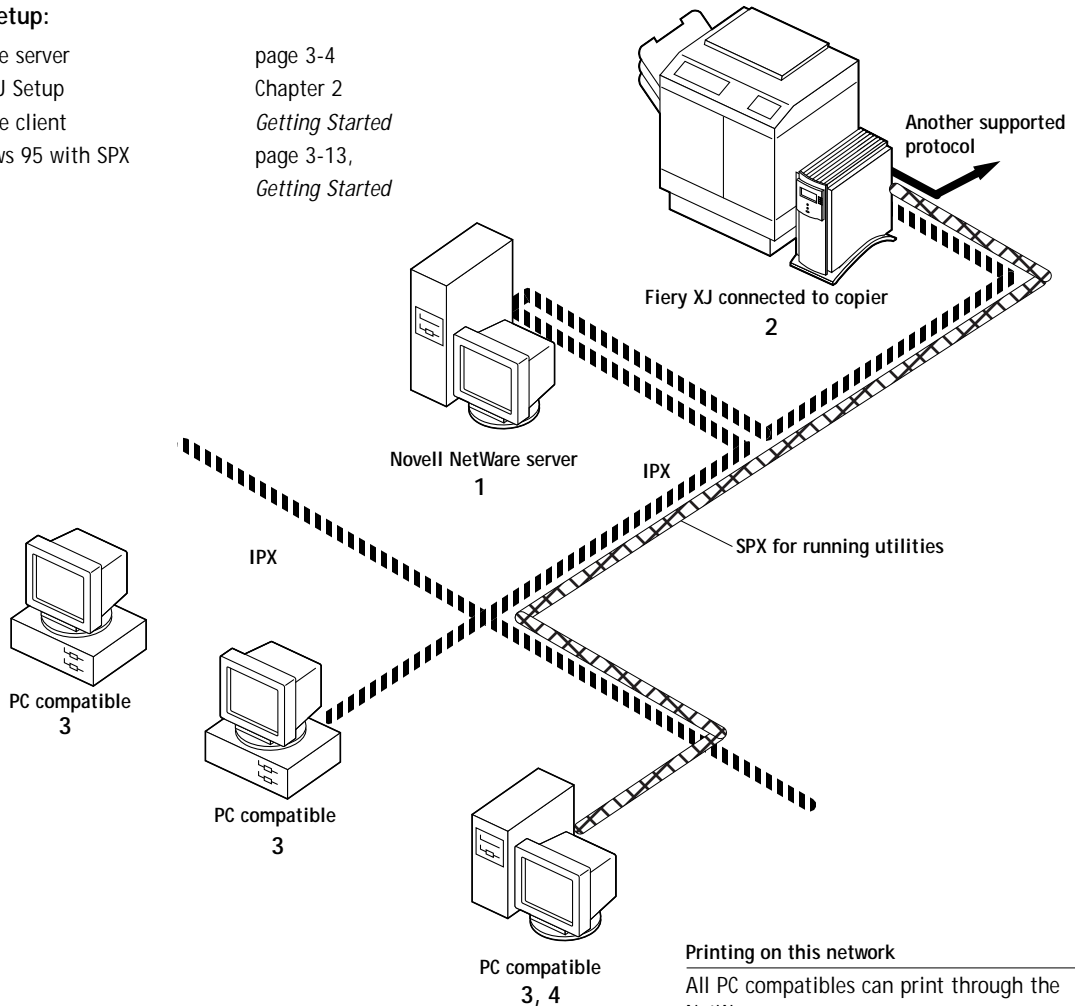 etup:
e server page 3-4
J Setup Chapter 2
e client Getting Started
ws 95 with SPX page 3-13,
Getting Started
Another supported
protocol
Fiery XJ connected to copier
2
Novell NetWare server
1
IPX
SPX for running utilities
IPX
PC compatible
3
PC compatible
3
PC compatible
3, 4
Printing on this network
All PC compatibles can print through the